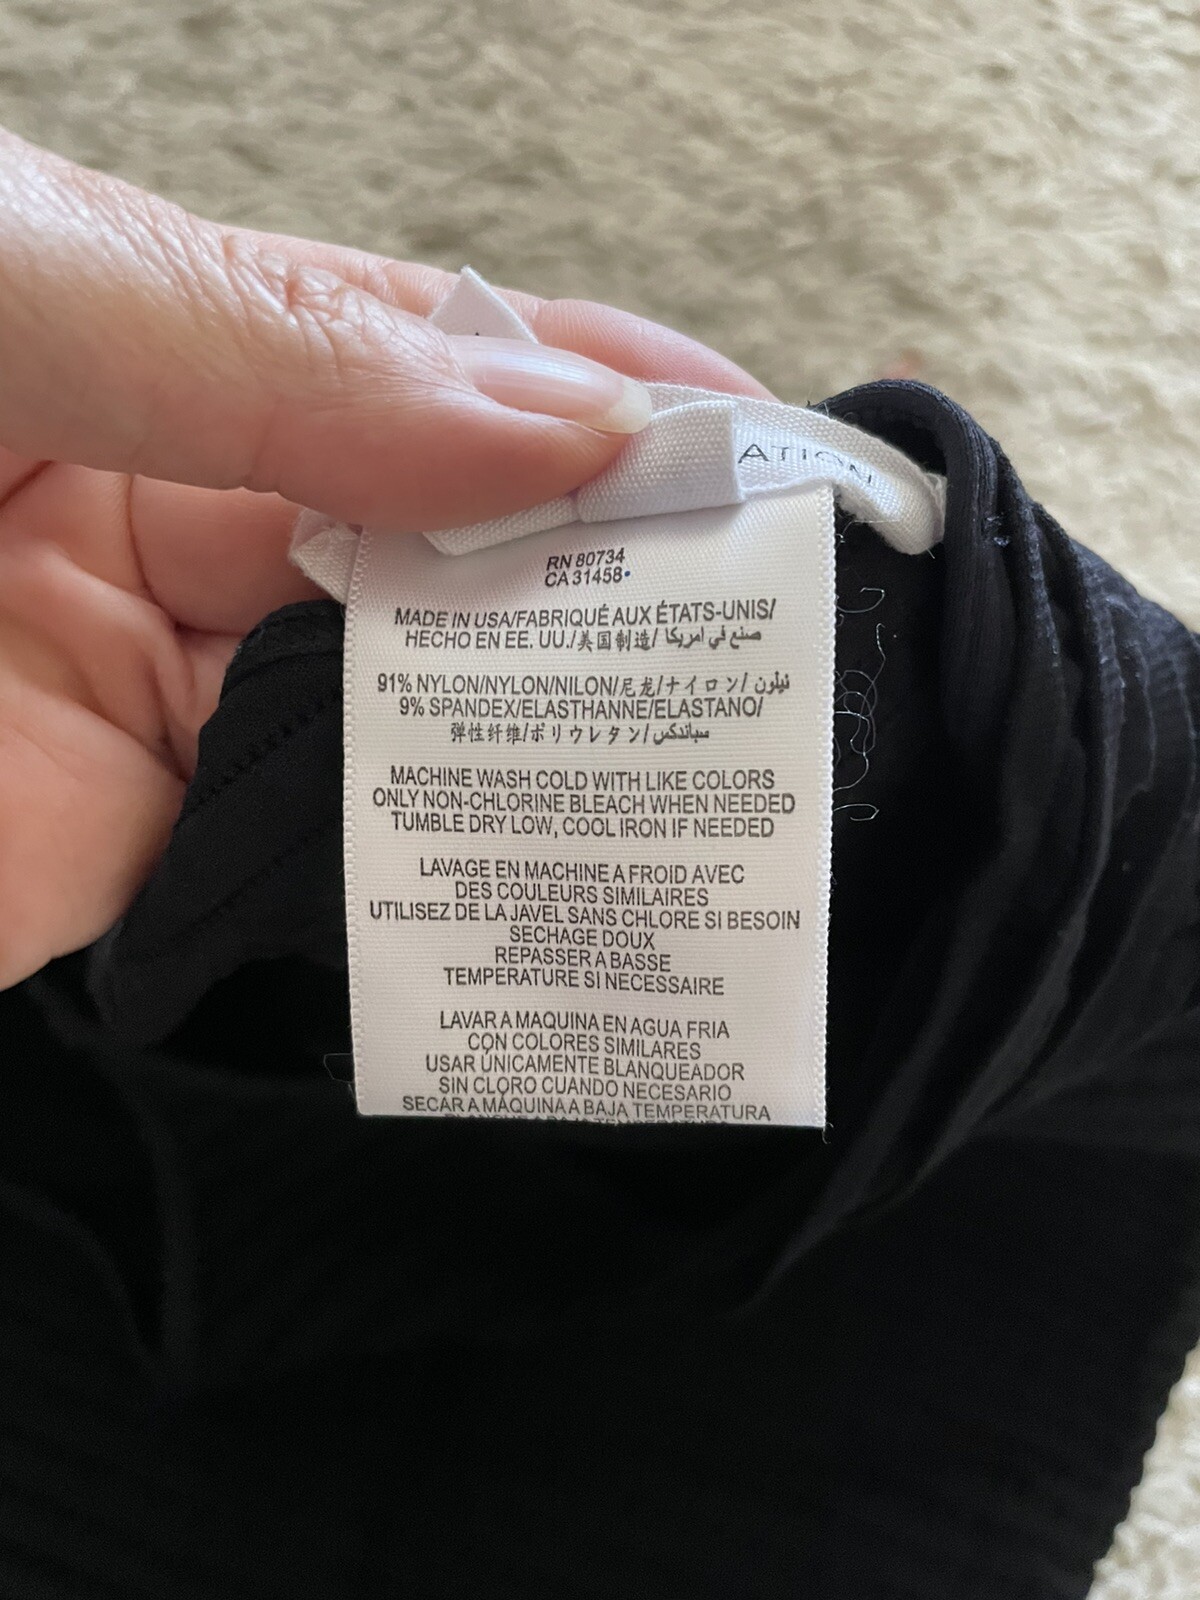 ATION
RN 80734
CA 31458
MADE IN USA/FABRIQUÉ AUX ÉTATS-UNIS/
HECHO EN EE. UU./美国制造/ صنع في امريكا
91% NYLON/NYLON/NILON/尼龙/ナイロン/ نيلون
9% SPANDEX/ELASTHANNE/ELASTANO/
弹性纤维/ポリウレタン/ سباندكس
MACHINE WASH COLD WITH LIKE COLORS
ONLY NON-CHLORINE BLEACH WHEN NEEDED
TUMBLE DRY LOW, COOL IRON IF NEEDED
LAVAGE EN MACHINE A FROID AVEC
DES COULEURS SIMILAIRES
UTILISEZ DE LA JAVEL SANS CHLORE SI BESOIN
SECHAGE DOUX
REPASSER A BASSE
TEMPERATURE SI NECESSAIRE
LAVAR A MAQUINA EN AGUA FRIA
CON COLORES SIMILARES
USAR ÚNICAMENTE BLANQUEADOR
SIN CLORO CUANDO NECESARIO
SECAR A MÁQUINA A BAJA TEMPERATURA